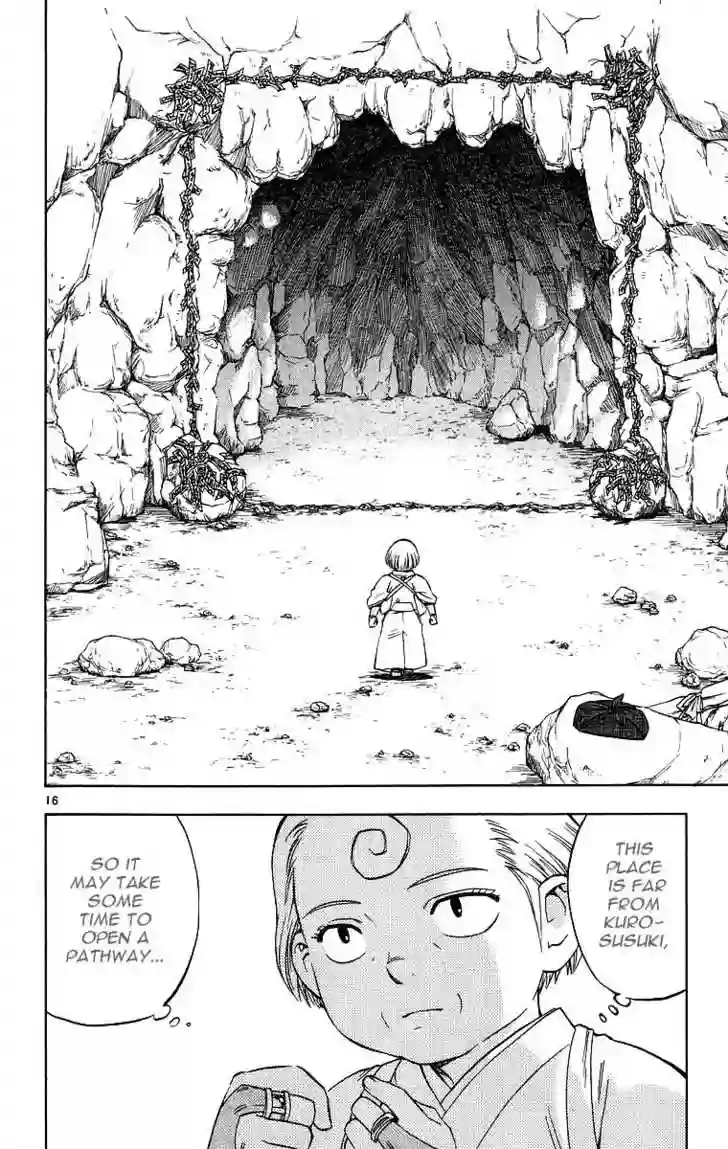 16
THIS
PLACE
IS FAR
FROM
KURO-
SUSUKI,
SO IT
MAY TAKE
SOME
TIME TO
OPEN A
PATHWAY...